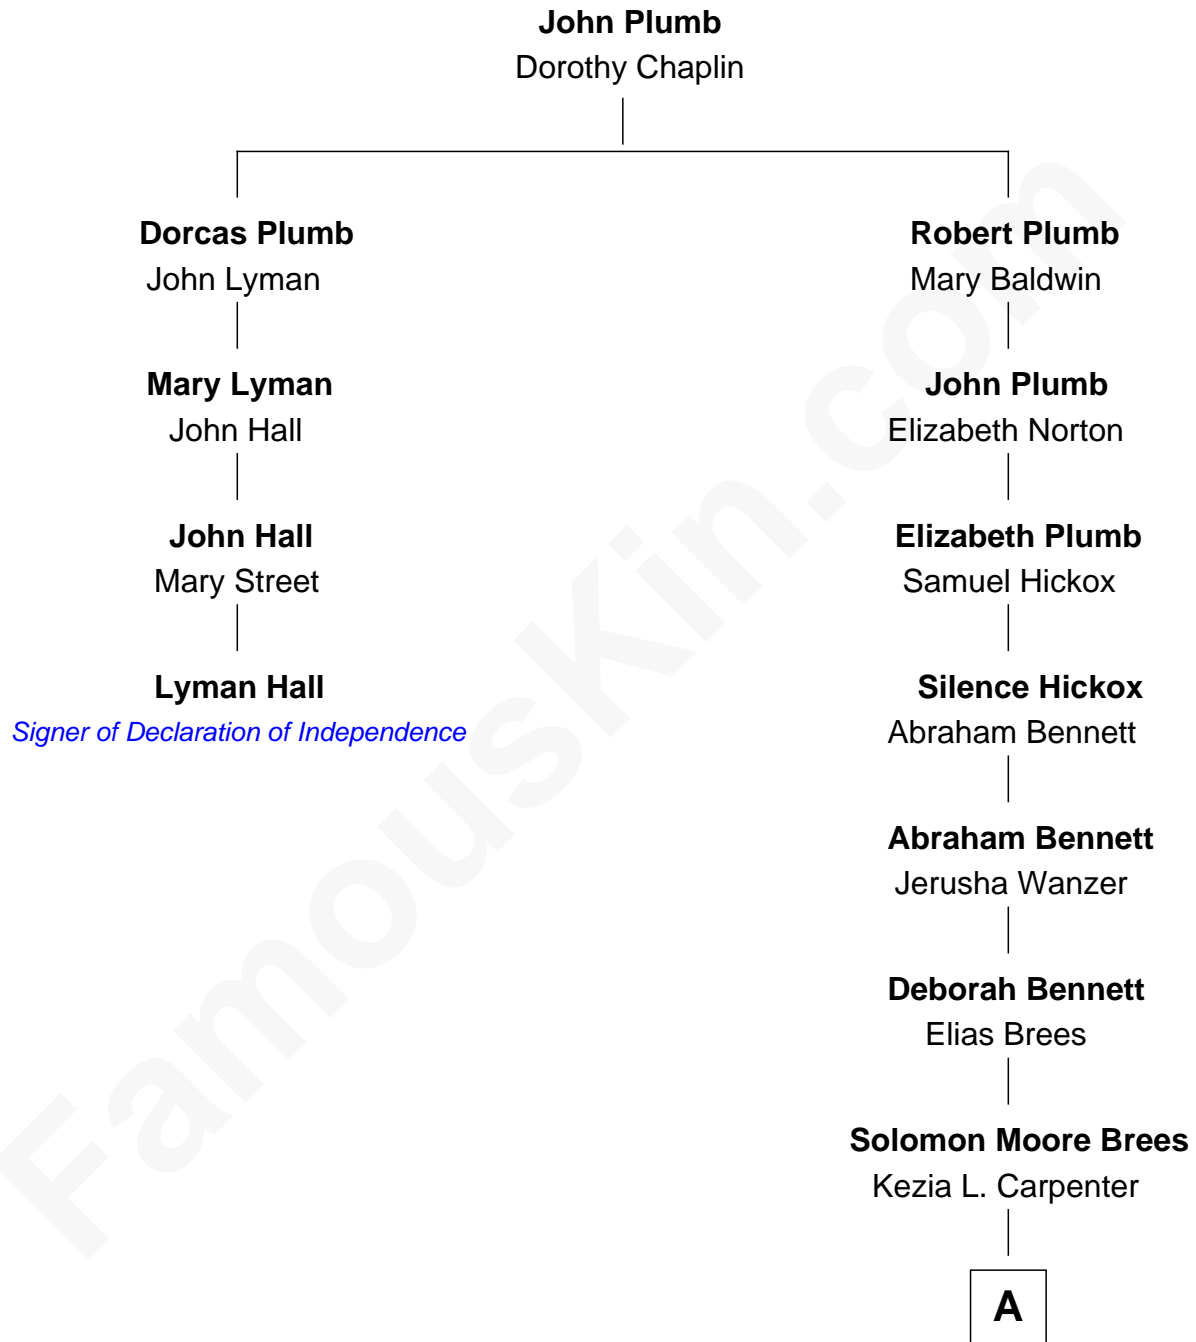 John Plumb
Dorothy Chaplin
Dorcas Plumb
John Lyman
Robert Plumb
Mary Baldwin
Mary Lyman
John Hall
John Plumb
Elizabeth Norton
John Hall
Mary Street
Elizabeth Plumb
Samuel Hickox
Lyman Hall
Signer of Declaration of Independence
Silence Hickox
Abraham Bennett
Abraham Bennett
Jerusha Wanzer
Deborah Bennett
Elias Brees
Solomon Moore Brees
Kezia L. Carpenter
A
FamousKin.com